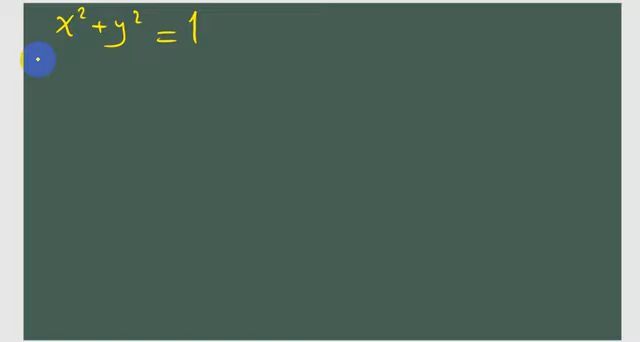 x² + y² = 1